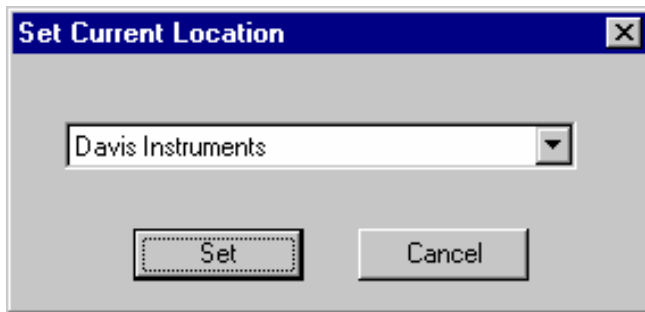 Set Current Location
Davis Instruments
Set
Cancel